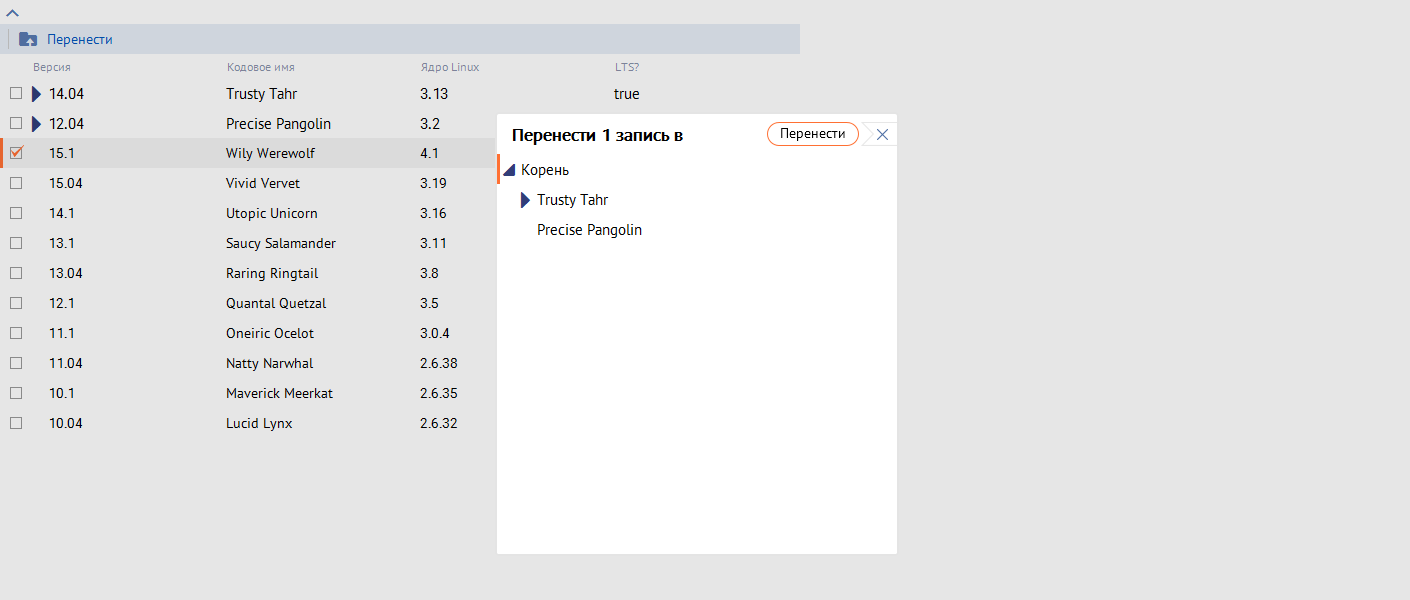 Перенести
Версия Кодовое имя Ядро Linux LTS?
14.04 Trusty Tahr 3.13 true
12.04 Precise Pangolin 3.2
15.1 Wily Werewolf 4.1
15.04 Vivid Vervet 3.19
14.1 Utopic Unicorn 3.16
13.1 Saucy Salamander 3.11
13.04 Raring Ringtail 3.8
12.1 Quantal Quetzal 3.5
11.1 Oneiric Ocelot 3.0.4
11.04 Natty Narwhal 2.6.38
10.1 Maverick Meerkat 2.6.35
10.04 Lucid Lynx 2.6.32
Перенести 1 запись в Перенести
Корень
Trusty Tahr
Precise Pangolin